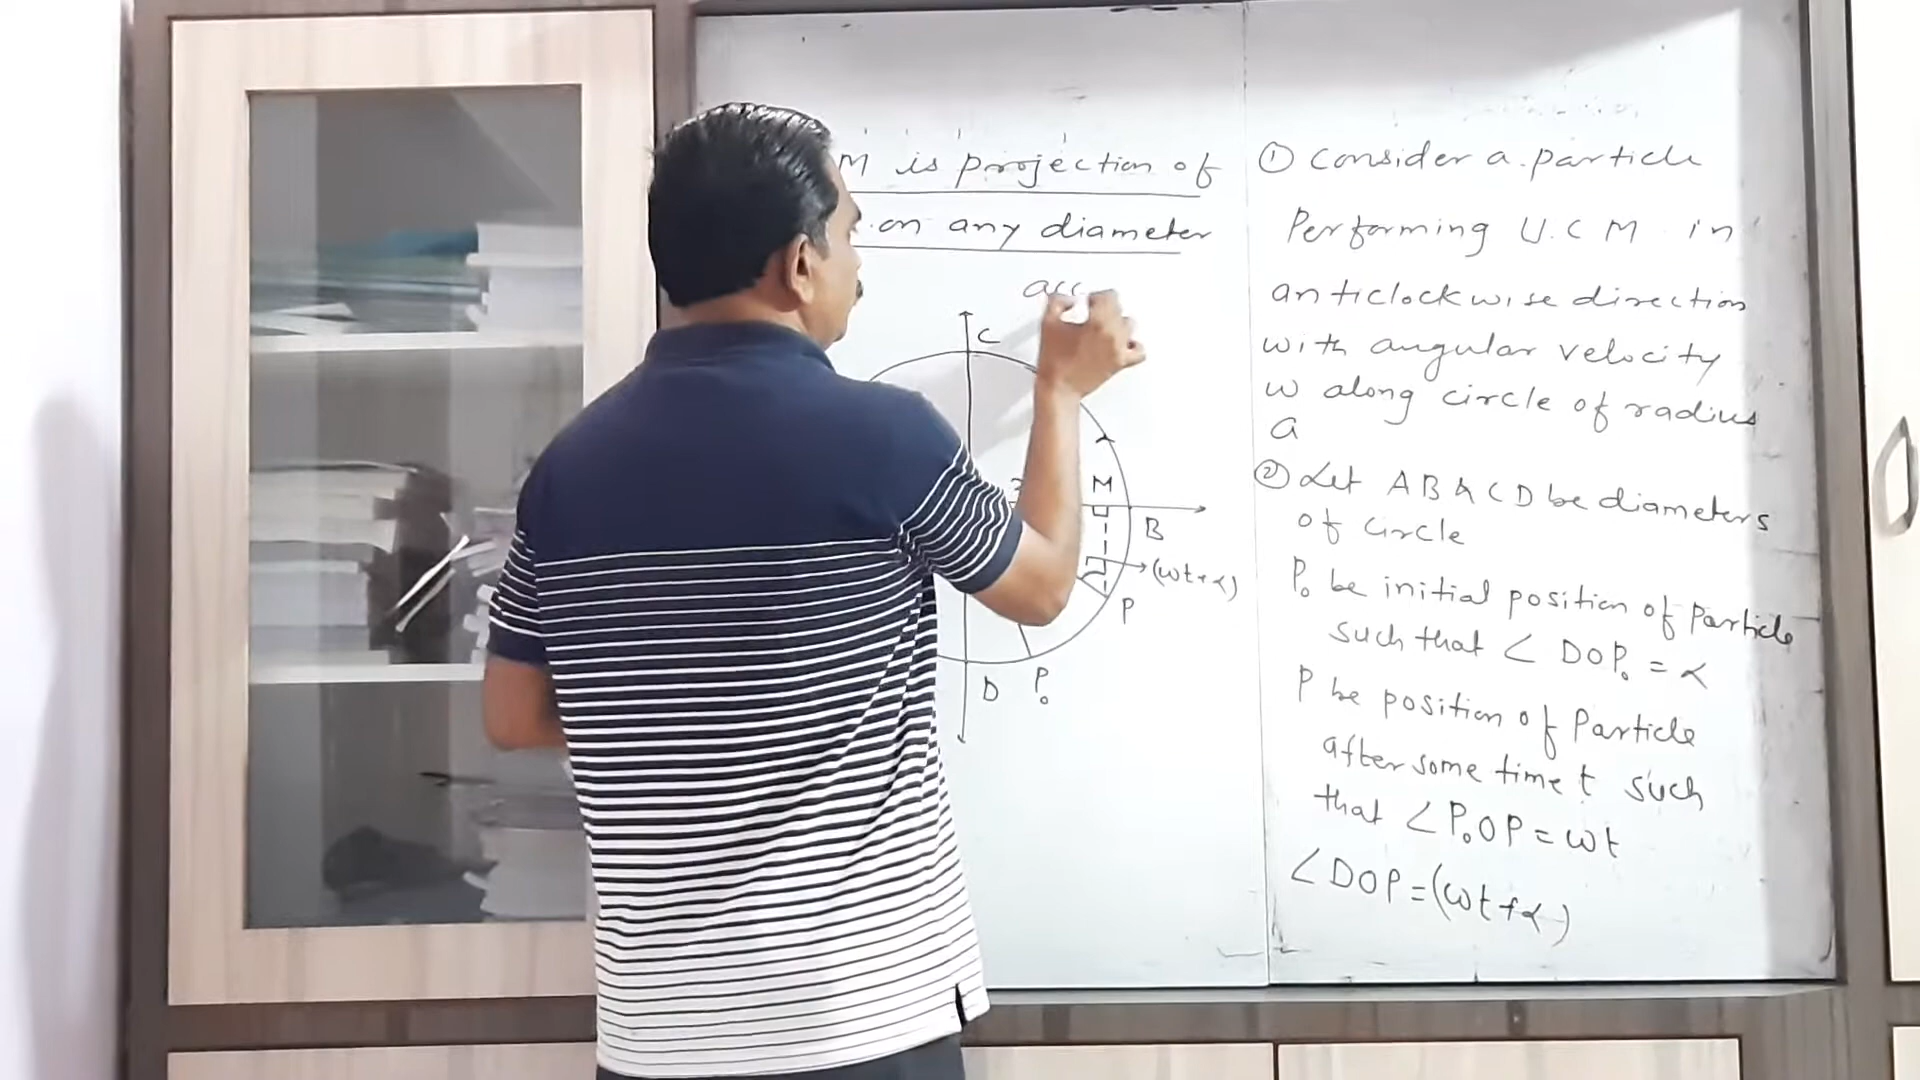 M is projection of
on any diameter
acc
C
M
B
(ωt+α)
P
D
P₀
① Consider a particle
Performing U.C M in
anticlockwise direction
with angular velocity
ω along circle of radius
a
② Let AB & CD be diameters
of circle
P₀ be initial position of Particle
such that ∠ DOP₀ = α
P be position of Particle
after some time t such
that ∠P₀OP = ωt
∠DOP = (ωt+α)